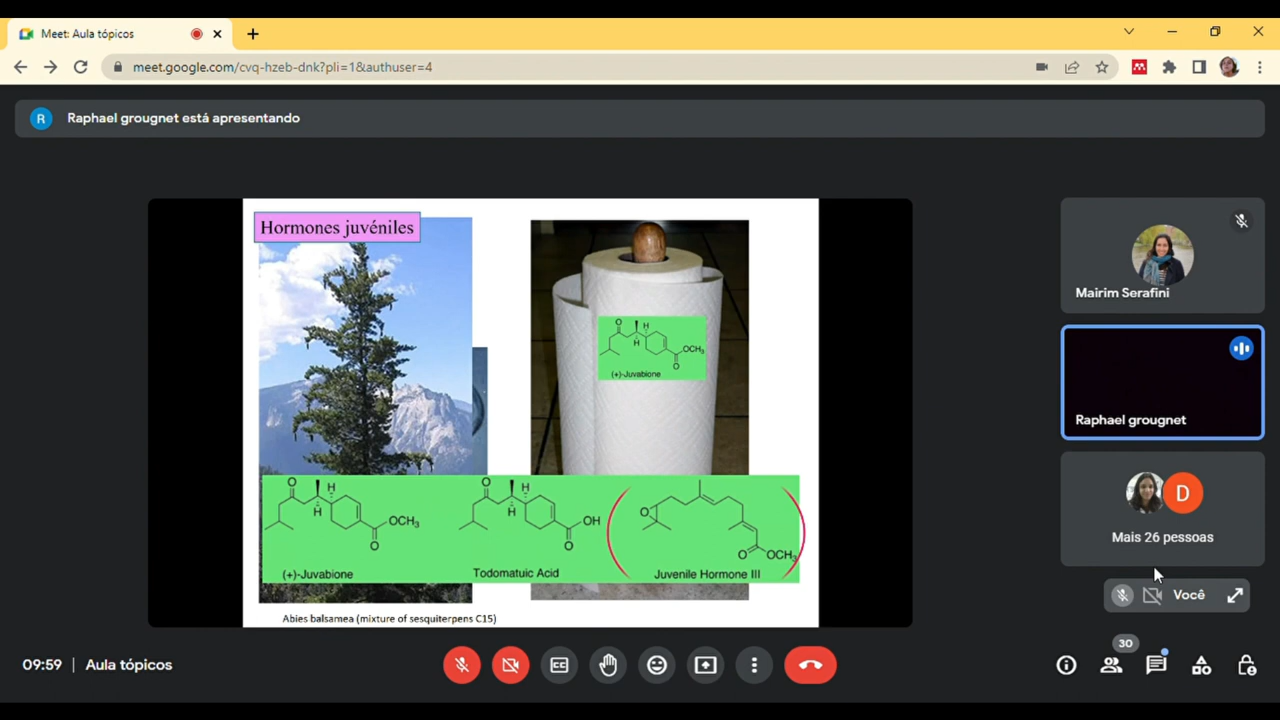 Meet: Aula tópicos
meet.google.com/cvq-hzeb-dnk?pli=1&authuser=4
R
Raphael grougnet está apresentando
Hormones juvéniles
O
H
H
OCH3
O
(+)-Juvabione
O
H
H
OCH3
O
(+)-Juvabione
O
H
H
OH
O
Todomatuic Acid
O
O
OCH3
Juvenile Hormone III
Abies balsamea (mixture of sesquiterpens C15)
Mairim Serafini
Raphael grougnet
D
Mais 26 pessoas
Você
09:59 | Aula tópicos
30